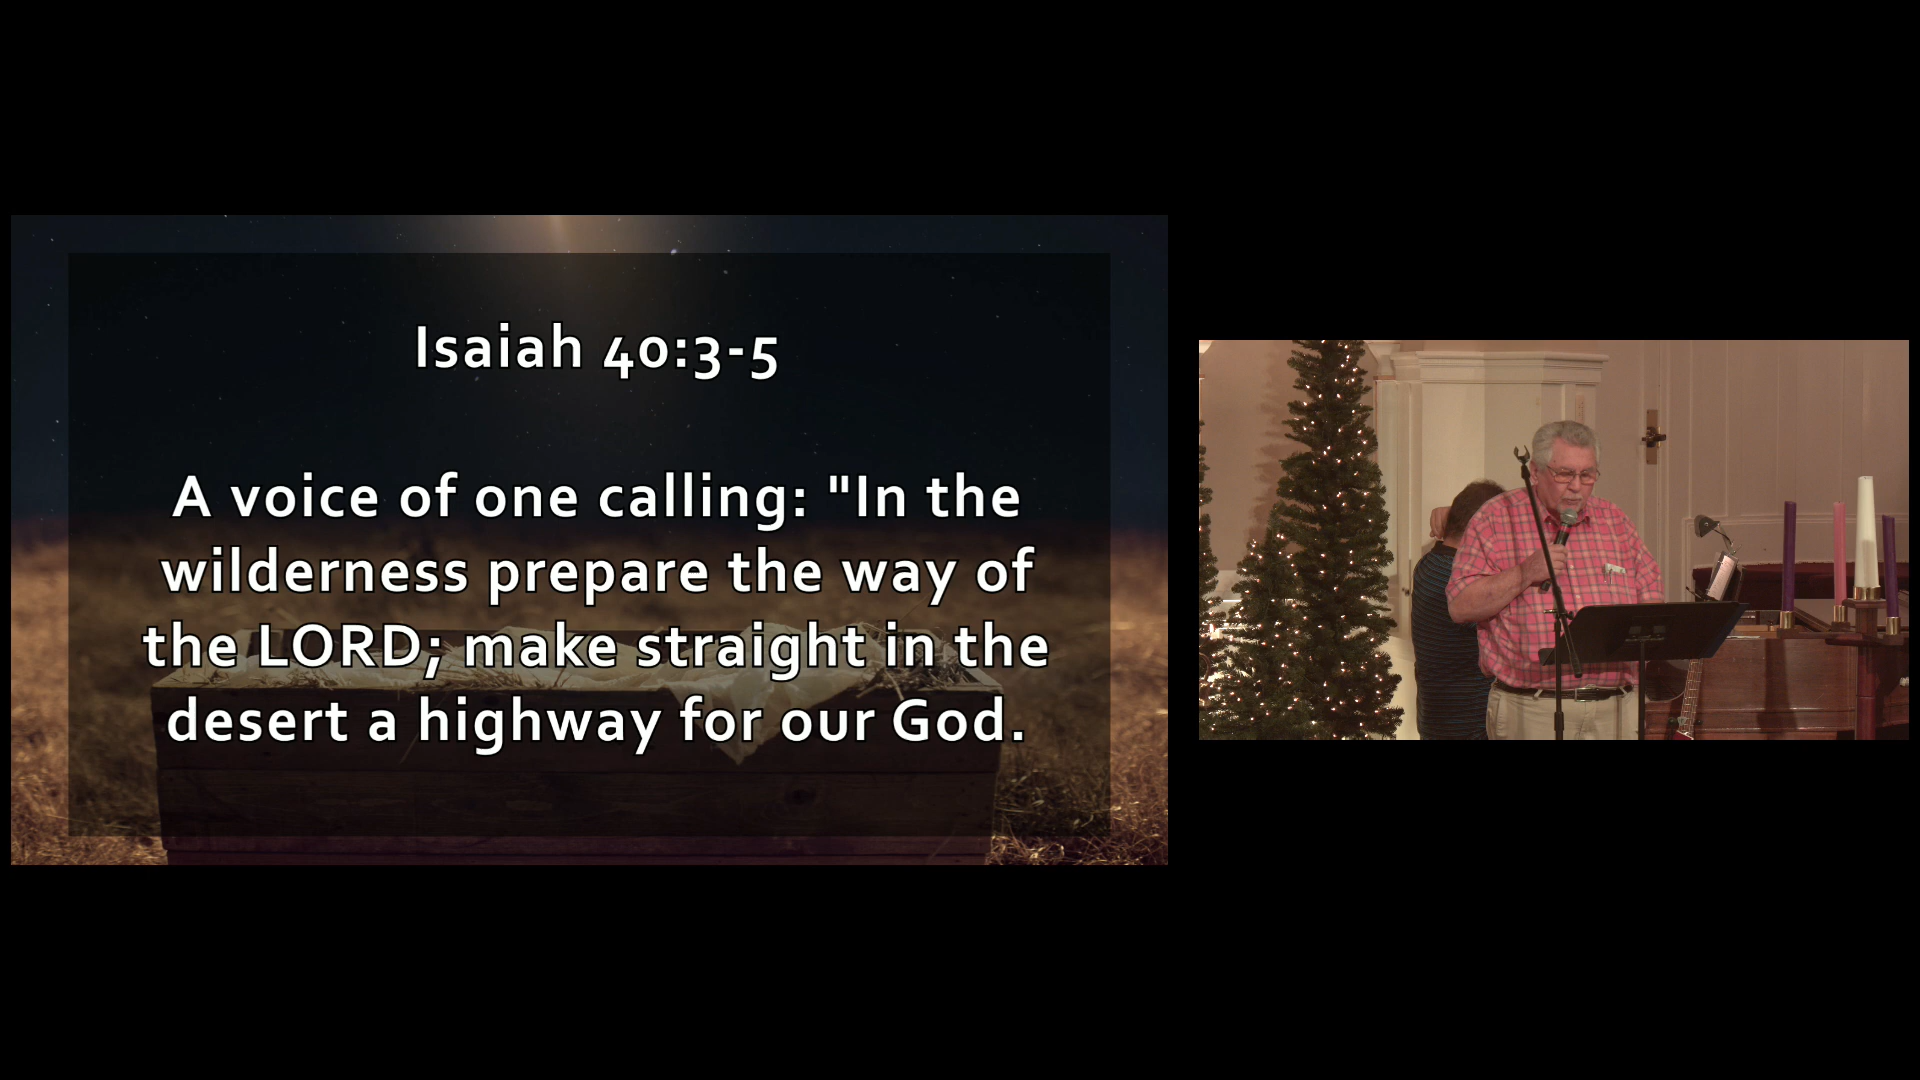 Isaiah 40:3-5
A voice of one calling: "In the
wilderness prepare the way of
the LORD; make straight in the
desert a highway for our God.